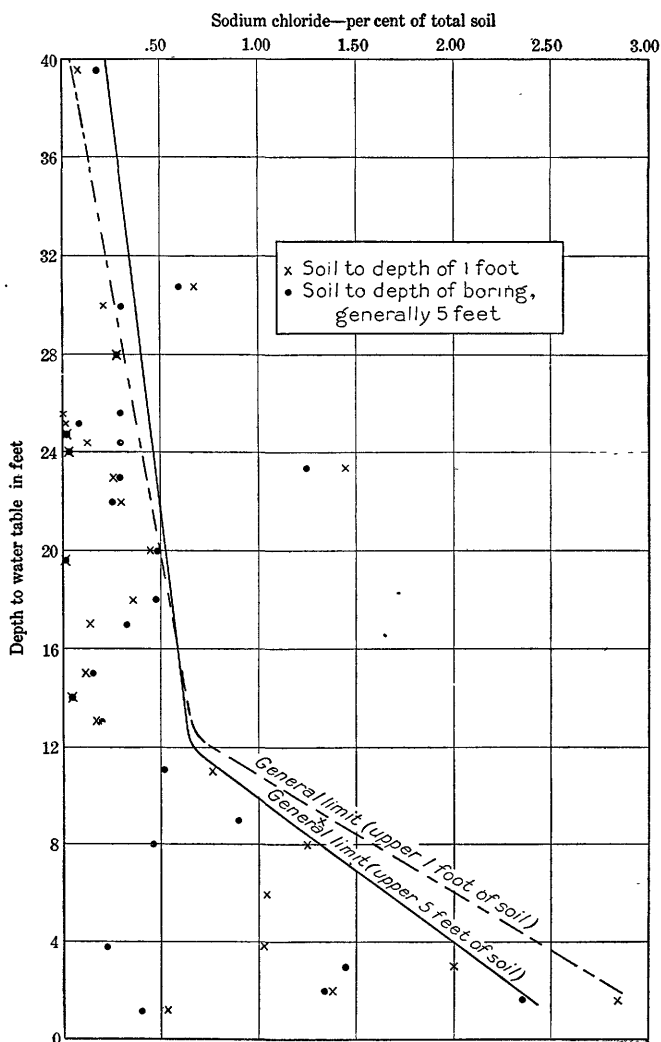 Sodium chloride—per cent of total soil
.50 1.00 1.50 2.00 2.50 3.00
40
36
32
× Soil to depth of 1 foot
• Soil to depth of boring,
generally 5 feet
28
24
20
16
12
8
4
0
Depth to water table in feet
General limit (upper 1 foot of soil)
General limit (upper 5 feet of soil)